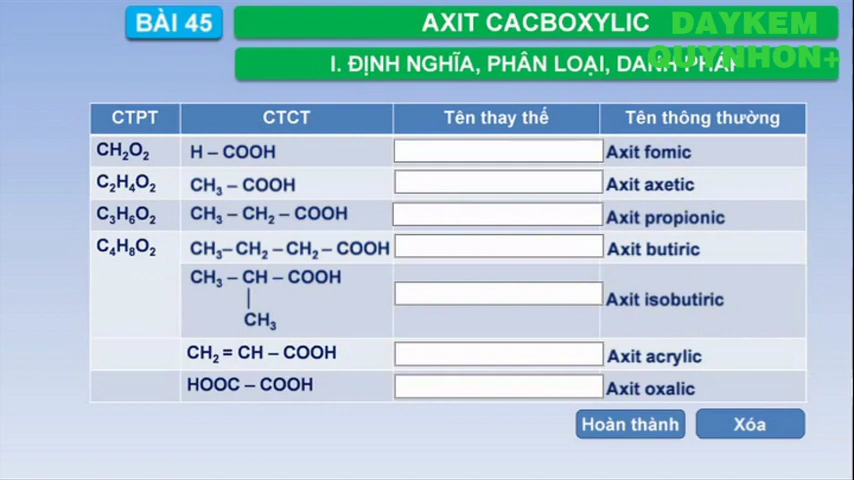 BÀI 45
AXIT CACBOXYLIC
DAYKEM
QUYNHON+
I. ĐỊNH NGHĨA, PHÂN LOẠI, DANH PHÁP
CTPT CTCT Tên thay thế Tên thông thường
CH₂O₂ H – COOH Axit fomic
C₂H₄O₂ CH₃ – COOH Axit axetic
C₃H₆O₂ CH₃ – CH₂ – COOH Axit propionic
C₄H₈O₂ CH₃– CH₂ – CH₂ – COOH Axit butiric
CH₃ – CH – COOH
|
CH₃
Axit isobutiric
CH₂ = CH – COOH Axit acrylic
HOOC – COOH Axit oxalic
Hoàn thành Xóa